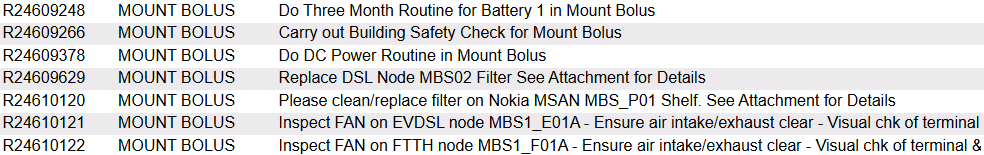 R24609248 MOUNT BOLUS Do Three Month Routine for Battery 1 in Mount Bolus
R24609266 MOUNT BOLUS Carry out Building Safety Check for Mount Bolus
R24609378 MOUNT BOLUS Do DC Power Routine in Mount Bolus
R24609629 MOUNT BOLUS Replace DSL Node MBS02 Filter See Attachment for Details
R24610120 MOUNT BOLUS Please clean/replace filter on Nokia MSAN MBS_P01 Shelf. See Attachment for Details
R24610121 MOUNT BOLUS Inspect FAN on EVDSL node MBS1_E01A - Ensure air intake/exhaust clear - Visual chk of terminal
R24610122 MOUNT BOLUS Inspect FAN on FTTH node MBS1_F01A - Ensure air intake/exhaust clear - Visual chk of terminal &